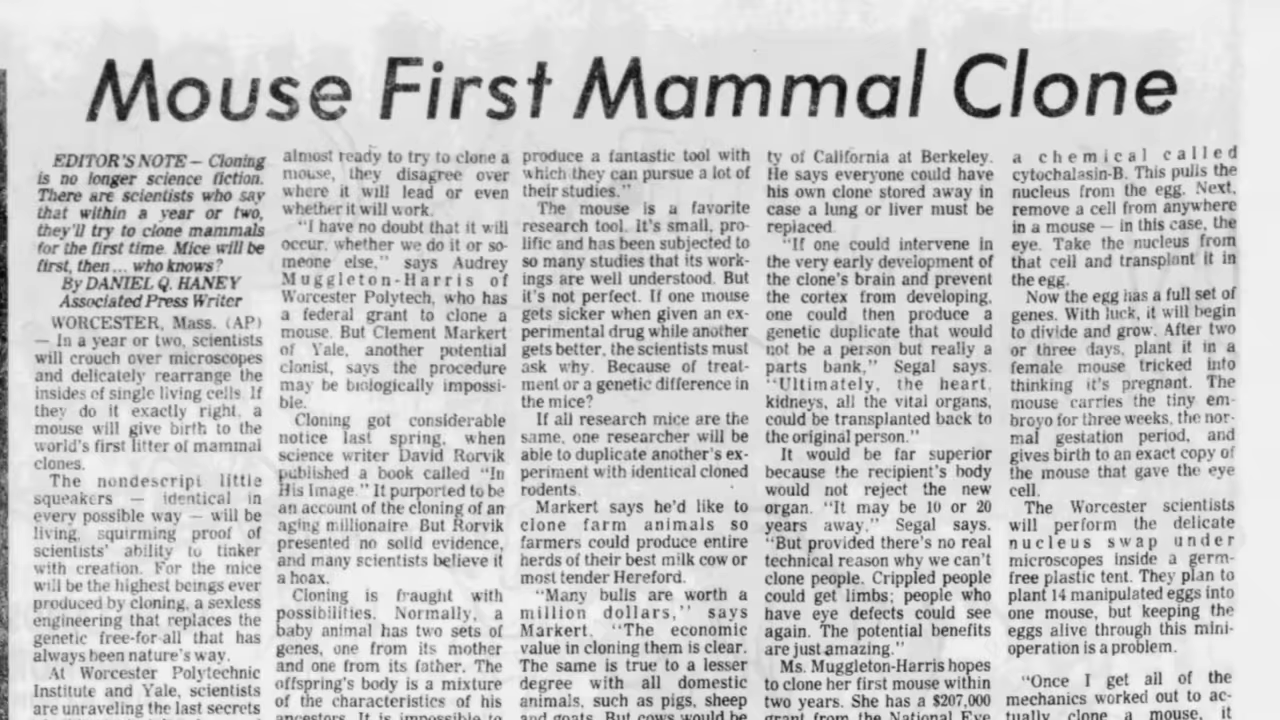 Mouse First Mammal Clone
EDITOR'S NOTE — Cloning
is no longer science fiction.
There are scientists who say
that within a year or two,
they'll try to clone mammals
for the first time. Mice will be
first, then... who knows?
By DANIEL Q. HANEY
Associated Press Writer
WORCESTER, Mass. (AP)
— In a year or two, scientists
will crouch over microscopes
and delicately rearrange the
insides of single living cells. If
they do it exactly right, a
mouse will give birth to the
world's first litter of mammal
clones.
The nondescript little
squeakers — identical in
every possible way — will be
living, squirming proof of
scientists' ability to tinker
with creation. For the mice
will be the highest beings ever
produced by cloning, a sexless
engineering that replaces the
genetic free-for-all that has
always been nature's way.
At Worcester Polytechnic
Institute and Yale, scientists
are unraveling the last secrets
almost ready to try to clone a
mouse, they disagree over
where it will lead or even
whether it will work.
"I have no doubt that it will
occur, whether we do it or so-
meone else," says Audrey
Muggleton-Harris of
Worcester Polytech, who has
a federal grant to clone a
mouse. But Clement Markert
of Yale, another potential
clonist, says the procedure
may be biologically impossi-
ble.
Cloning got considerable
notice last spring, when
science writer David Rorvik
published a book called "In
His Image." It purported to be
an account of the cloning of an
aging millionaire. But Rorvik
presented no solid evidence,
and many scientists believe it
a hoax.
Cloning is fraught with
possibilities. Normally, a
baby animal has two sets of
genes, one from its mother
and one from its father. The
offspring's body is a mixture
of the characteristics of his
ancestors. It is impossible to
produce a fantastic tool with
which they can pursue a lot of
their studies."
The mouse is a favorite
research tool. It's small, pro-
lific and has been subjected to
so many studies that its work-
ings are well understood. But
it's not perfect. If one mouse
gets sicker when given an ex-
perimental drug while another
gets better, the scientists must
ask why. Because of treat-
ment or a genetic difference in
the mice?
If all research mice are the
same, one researcher will be
able to duplicate another's ex-
periment with identical cloned
rodents.
Markert says he'd like to
clone farm animals so
farmers could produce entire
herds of their best milk cow or
most tender Hereford.
"Many bulls are worth a
million dollars," says
Markert. "The economic
value in cloning them is clear.
The same is true to a lesser
degree with all domestic
animals, such as pigs, sheep
and goats. But cows would be
ty of California at Berkeley.
He says everyone could have
his own clone stored away in
case a lung or liver must be
replaced.
"If one could intervene in
the very early development of
the clone's brain and prevent
the cortex from developing,
one could then produce a
genetic duplicate that would
not be a person but really a
parts bank," Segal says.
"Ultimately, the heart,
kidneys, all the vital organs,
could be transplanted back to
the original person."
It would be far superior
because the recipient's body
would not reject the new
organ. "It may be 10 or 20
years away." Segal says.
"But provided there's no real
technical reason why we can't
clone people. Crippled people
could get limbs; people who
have eye defects could see
again. The potential benefits
are just amazing."
Ms. Muggleton-Harris hopes
to clone her first mouse within
two years. She has a $207,000
grant from the National Eye
a chemical called
cytochalasin-B. This pulls the
nucleus from the egg. Next,
remove a cell from anywhere
in a mouse — in this case, the
eye. Take the nucleus from
that cell and transplant it in
the egg.
Now the egg has a full set of
genes. With luck, it will begin
to divide and grow. After two
or three days, plant it in a
female mouse tricked into
thinking it's pregnant. The
mouse carries the tiny em-
broyo for three weeks, the nor-
mal gestation period, and
gives birth to an exact copy of
the mouse that gave the eye
cell.
The Worcester scientists
will perform the delicate
nucleus swap under
microscopes inside a germ-
free plastic tent. They plan to
plant 14 manipulated eggs into
one mouse, but keeping the
eggs alive through this mini-
operation is a problem.
"Once I get all of the
mechanics worked out to ac-
tually clone a mouse, it